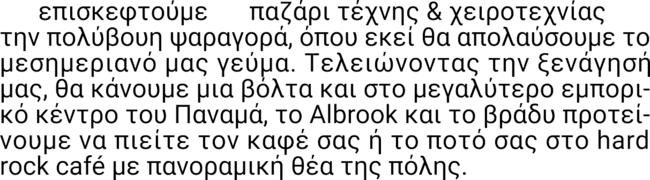 επισκεφτούμε παζάρι τέχνης & χειροτεχνίας
την πολύβουη ψαραγορά, όπου εκεί θα απολαύσουμε το
μεσημεριανό μας γεύμα. Τελειώνοντας την ξενάγησή
μας, θα κάνουμε μια βόλτα και στο μεγαλύτερο εμπορι-
κό κέντρο του Παναμά, το Albrook και το βράδυ προτεί-
νουμε να πιείτε τον καφέ σας ή το ποτό σας στο hard
rock café με πανοραμική θέα της πόλης.